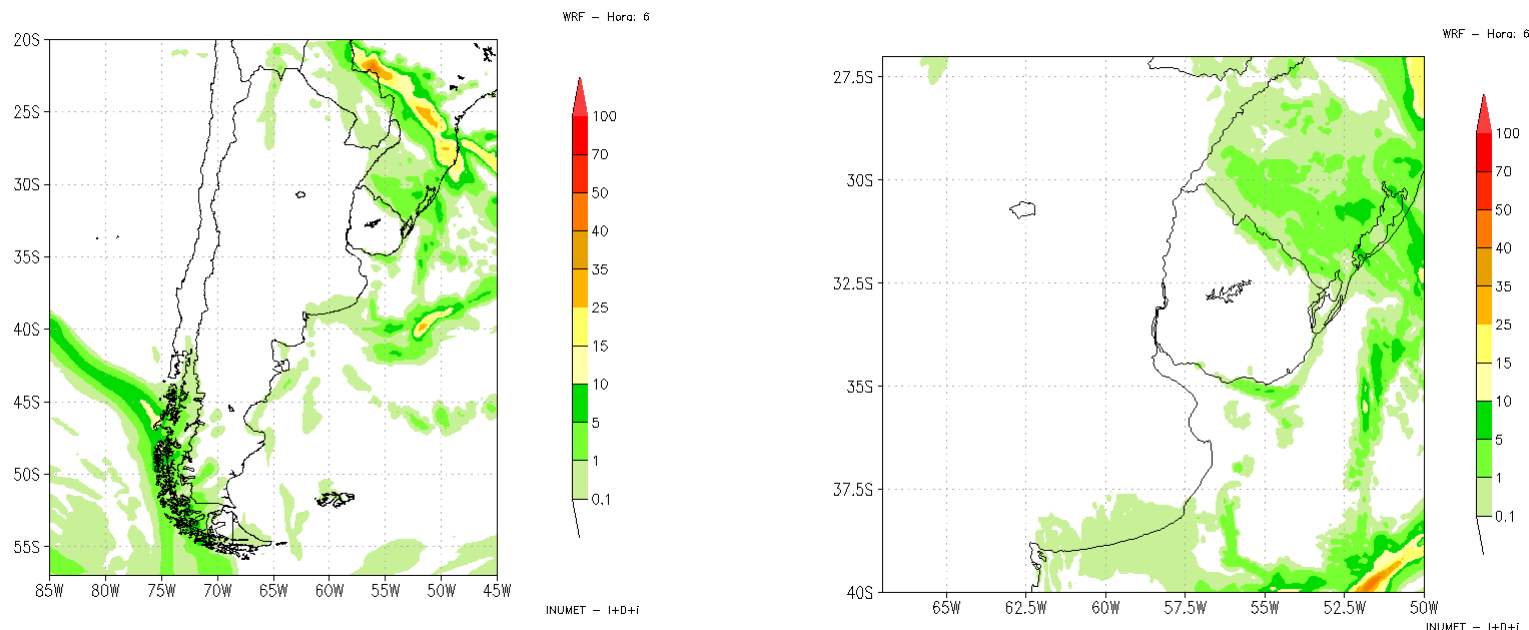 WRF – Hora: 6
20S
25S
30S
35S
40S
45S
50S
55S
85W 80W 75W 70W 65W 60W 55W 50W 45W
100
70
50
40
35
25
15
10
5
1
0.1
INUMET – I+D+i
WRF – Hora: 6
27.5S
30S
32.5S
35S
37.5S
40S
65W 62.5W 60W 57.5W 55W 52.5W 50W
100
70
50
40
35
25
15
10
5
1
0.1
INUMET – I+D+i